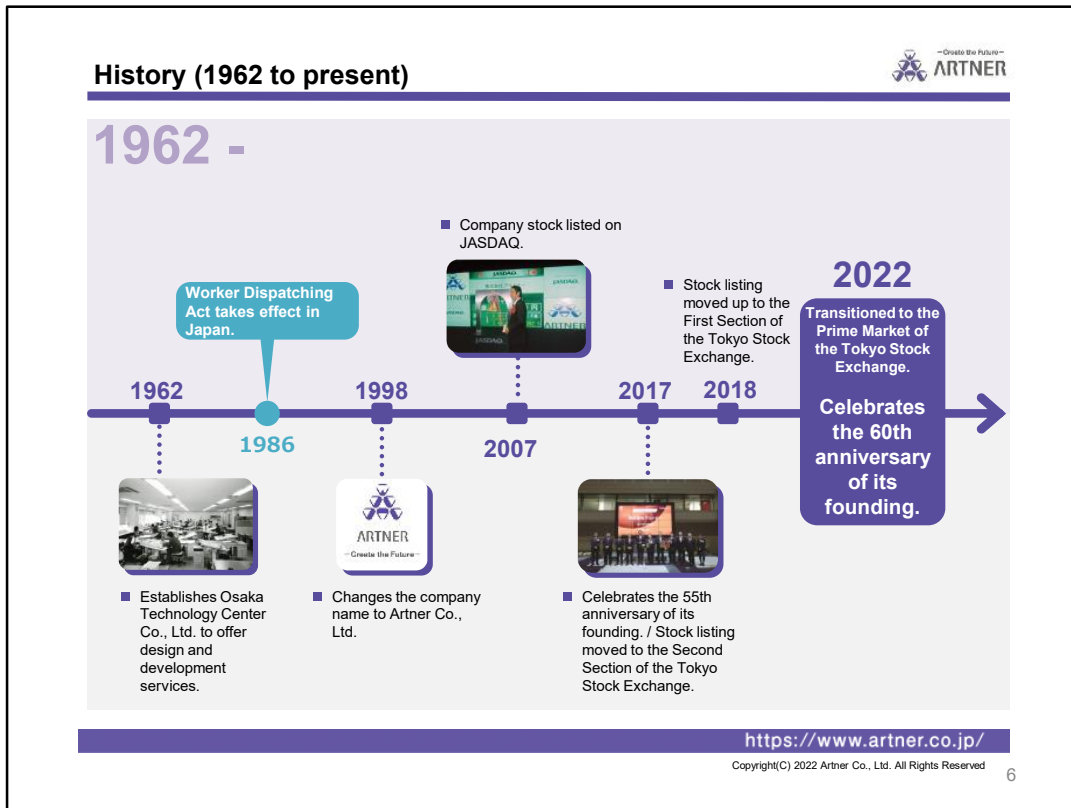 History (1962 to present)
–Create the Future–
ARTNER
1962 -
Company stock listed on
JASDAQ.
JASDAQ
ARTNER
Worker Dispatching
Act takes effect in
Japan.
Stock listing
moved up to the
First Section of
the Tokyo Stock
Exchange.
2022
Transitioned to the
Prime Market of
the Tokyo Stock
Exchange.
Celebrates
the 60th
anniversary
of its
founding.
1962
1986
1998
2007
2017
2018
ARTNER
–Create the Future–
Establishes Osaka
Technology Center
Co., Ltd. to offer
design and
development
services.
Changes the company
name to Artner Co.,
Ltd.
Celebrates the 55th
anniversary of its
founding. / Stock listing
moved to the Second
Section of the Tokyo
Stock Exchange.
https://www.artner.co.jp/
Copyright(C) 2022 Artner Co., Ltd. All Rights Reserved
6